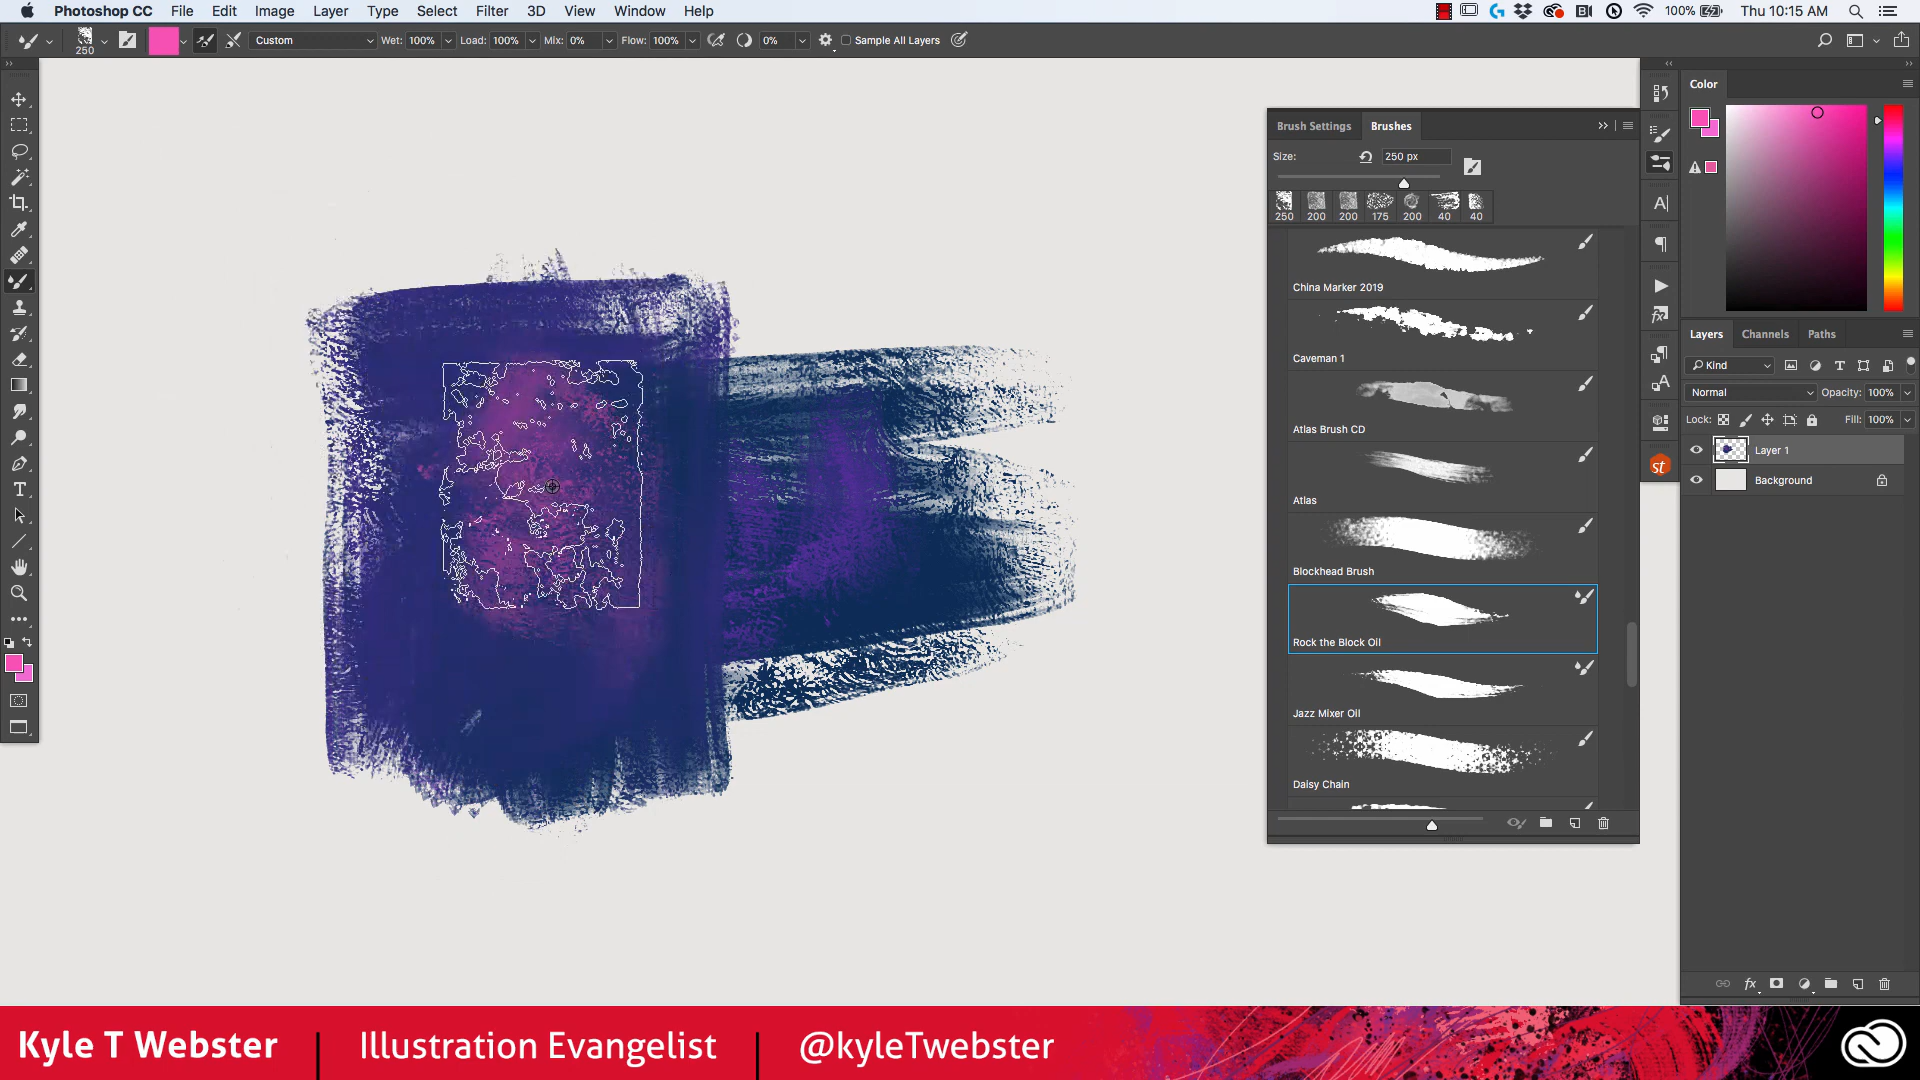 Photoshop CC File Edit Image Layer Type Select Filter 3D View Window Help 100% Thu 10:15 AM
250 Custom Wet: 100% Load: 100% Mix: 0% Flow: 100% 0% Sample All Layers
Brush Settings Brushes
Size: 250 px
250 200 200 175 200 40 40
China Marker 2019
Caveman 1
Atlas Brush CD
Atlas
Blockhead Brush
Rock the Block Oil
Jazz Mixer Oil
Daisy Chain
Color
Layers Channels Paths
Kind
Normal Opacity: 100%
Lock: Fill: 100%
Layer 1
Background
st
Kyle T Webster | Illustration Evangelist | @kyleTwebster